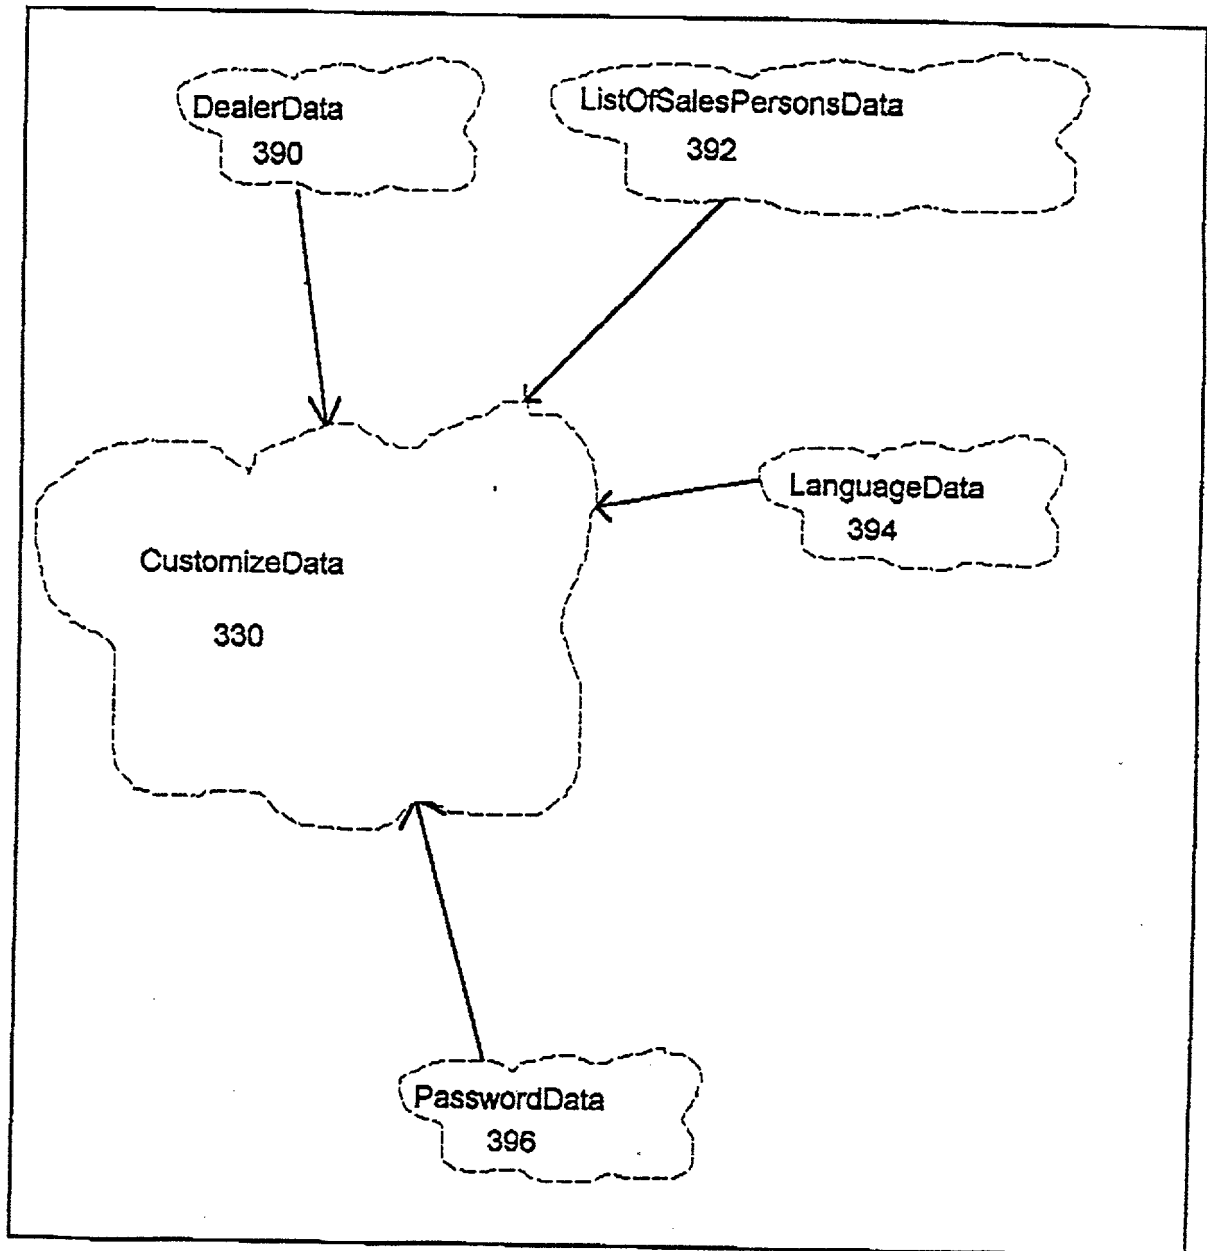 DealerData
390
ListOfSalesPersonsData
392
LanguageData
394
CustomizeData
330
PasswordData
396